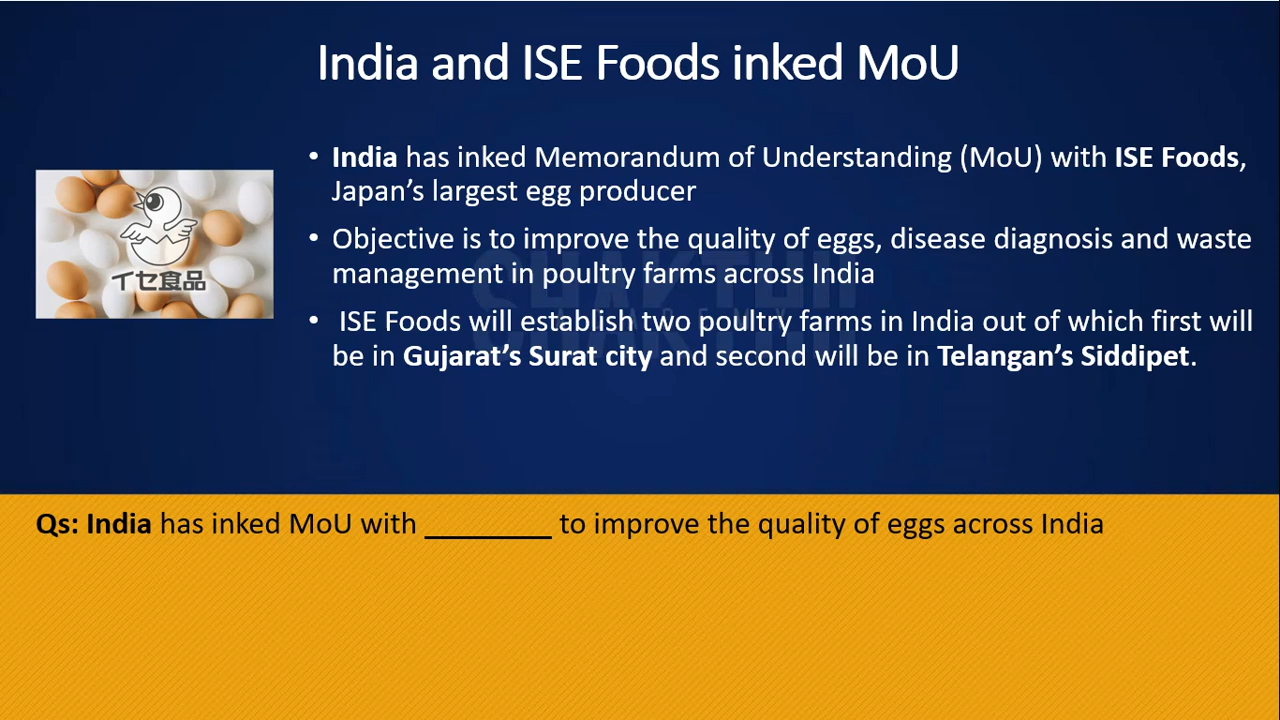 India and ISE Foods inked MoU
• India has inked Memorandum of Understanding (MoU) with ISE Foods,
Japan’s largest egg producer
• Objective is to improve the quality of eggs, disease diagnosis and waste
management in poultry farms across India
• ISE Foods will establish two poultry farms in India out of which first will
be in Gujarat’s Surat city and second will be in Telangan’s Siddipet.
イセ食品
Qs: India has inked MoU with ________ to improve the quality of eggs across India